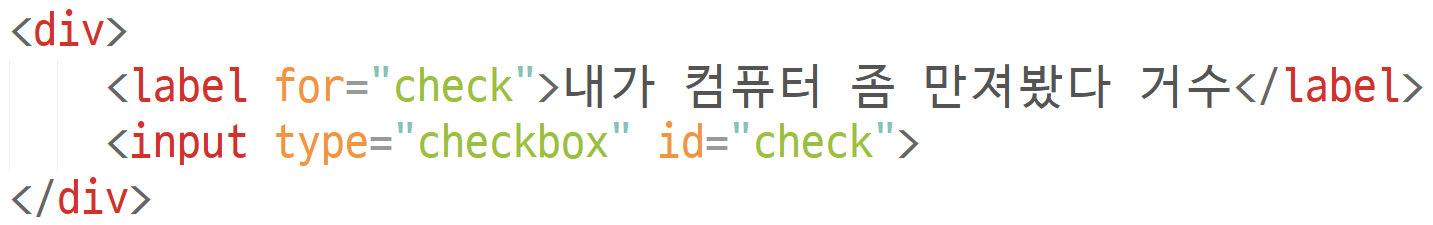 <div>
<label for="check">내가 컴퓨터 좀 만져봤다 거수</label>
<input type="checkbox" id="check">
</div>